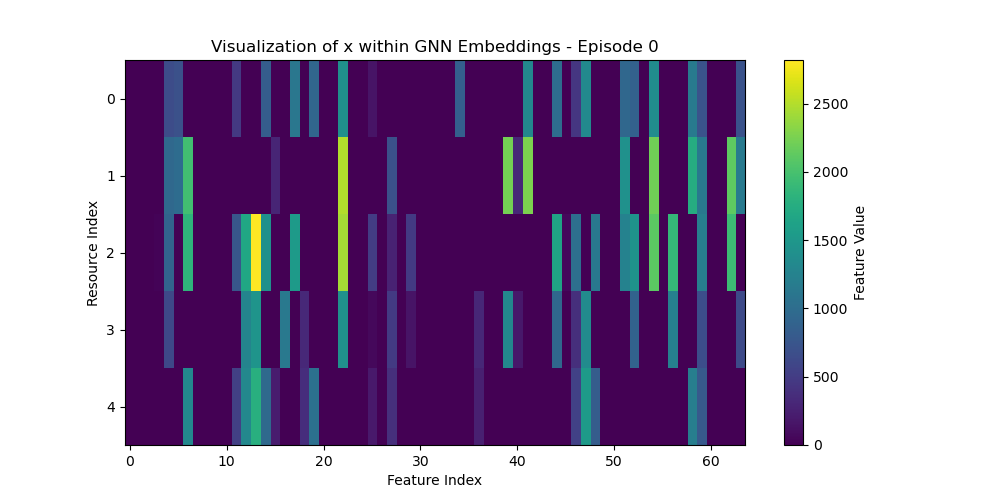 Visualization of x within GNN Embeddings - Episode 0
Resource Index
0
1
2
3
4
0 10 20 30 40 50 60
Feature Index
2500
2000
1500
1000
500
0
Feature Value